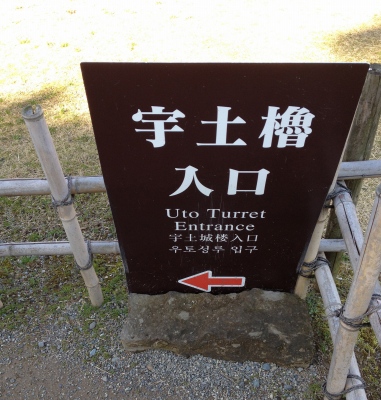 宇土櫓
入口
Uto Turret
Entrance
宇土城楼入口
우토성루 입구